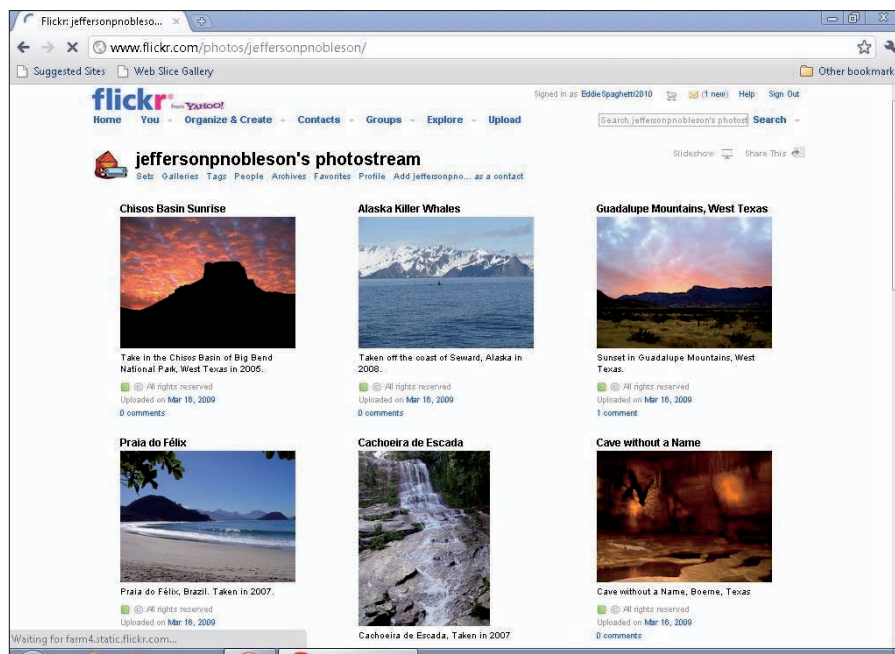 Flickr: jeffersonpnobleso...
www.flickr.com/photos/jeffersonpnobleson/
Suggested Sites Web Slice Gallery Other bookmark
flickr from YAHOO!
Signed in as EddieSpaghetti2010 (1 new) Help Sign Out
Home You Organize & Create Contacts Groups Explore Upload
Search jeffersonpnobleson's photost Search
jeffersonpnobleson's photostream
Slideshow Share This
Sets Galleries Tags People Archives Favorites Profile Add jeffersonpno... as a contact
Chisos Basin Sunrise
Take in the Chisos Basin of Big Bend
National Park, West Texas in 2005.
© All rights reserved
Uploaded on Mar 16, 2009
0 comments
Alaska Killer Whales
Taken off the coast of Seward, Alaska in
2008.
© All rights reserved
Uploaded on Mar 16, 2009
0 comments
Guadalupe Mountains, West Texas
Sunset in Guadalupe Mountains, West
Texas.
© All rights reserved
Uploaded on Mar 16, 2009
1 comment
Praia do Félix
Praia do Félix, Brazil. Taken in 2007.
© All rights reserved
Uploaded on Mar 16, 2009
0 comments
Cachoeira de Escada
Cachoeira de Escada, Taken in 2007
Cave without a Name
Cave without a Name, Boerne, Texas
© All rights reserved
Uploaded on Mar 16, 2009
0 comments
Waiting for farm4.static.flickr.com...